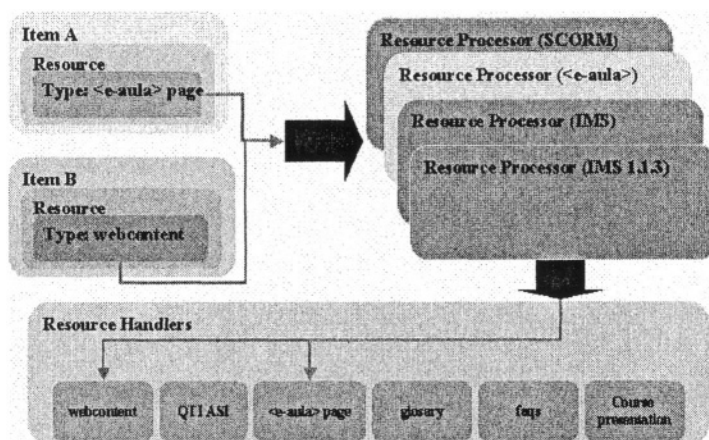 Item A
Resource
Type: <e-aula> page
Item B
Resource
Type: webcontent
Resource Processor (SCORM)
Resource Processor (<e-aula>)
Resource Processor (IMS)
Resource Processor (IMS 1.1.3)
Resource Handlers
webcontent
QTI ASI
<e-aula> page
glosary
faqs
Course
presentation